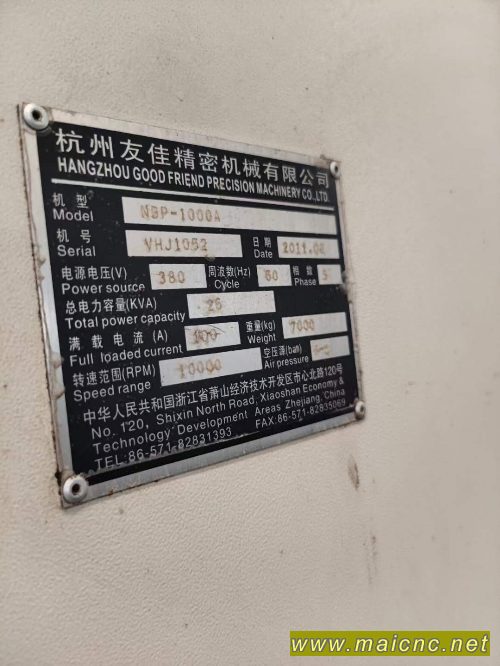 杭州友佳精密机械有限公司
HANGZHOU GOOD FRIEND PRECISION MACHINERY CO.,LTD.
机型 Model NBP-1000A
机号 Serial VHJ1052 日期 Date 2011.
电源电压(V) Power source 380 周波数(Hz) Cycle 50 相数 Phase
总电力容量(KVA) Total power capacity 25
满载电流(A) Full loaded current 100 重量(kg) Weight 7000
转速范围(RPM) Speed range 10000 空压源(bar) Air pressure
中华人民共和国浙江省萧山经济技术开发区市心北路120号
No. 120, Shixin North Road, Xiaoshan Economy &
Technology Development Areas Zhejiang, China
TEL:86-571-82831393 FAX:86-571-82835069
www.maicnc.net